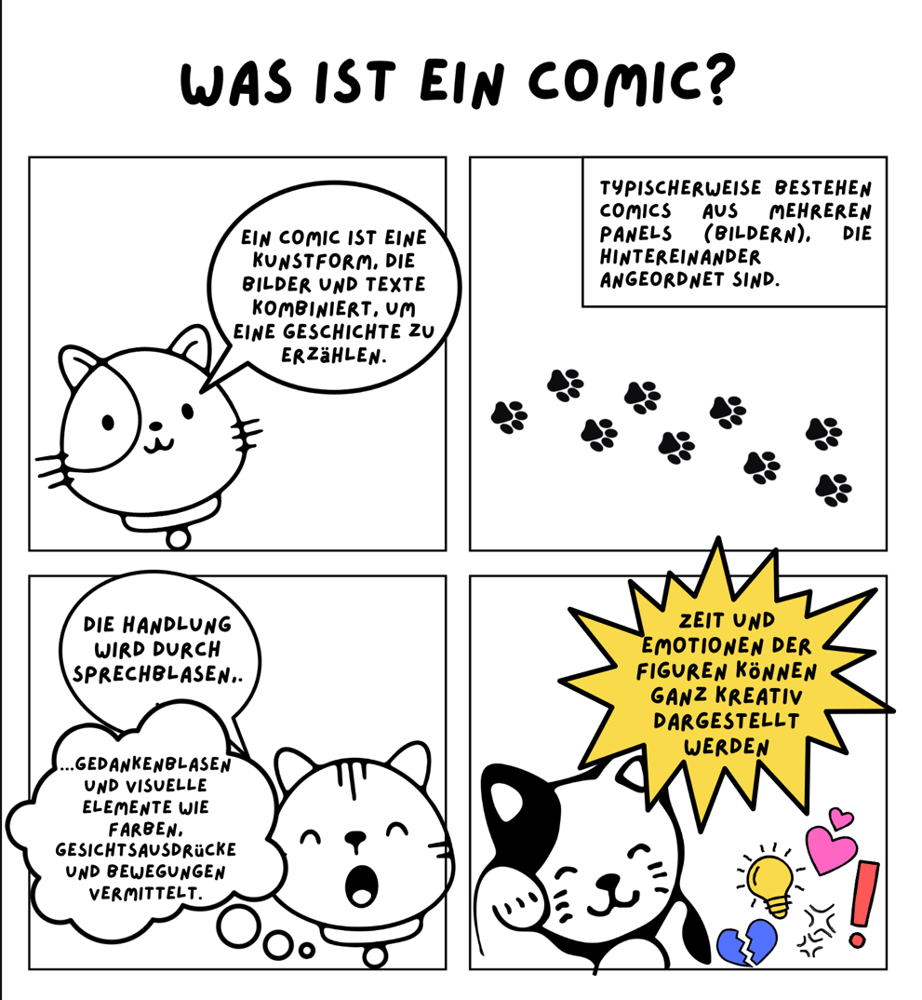 WAS IST EIN COMIC?
EIN COMIC IST EINE
KUNSTFORM, DIE
BILDER UND TEXTE
KOMBINIERT, UM
EINE GESCHICHTE ZU
ERZÄHLEN.
TYPISCHERWEISE BESTEHEN
COMICS AUS MEHREREN
PANELS (BILDERN), DIE
HINTEREINANDER
ANGEORDNET SIND.
DIE HANDLUNG
WIRD DURCH
SPRECHBLASEN,.
...GEDANKENBLASEN
UND VISUELLE
ELEMENTE WIE
FARBEN,
GESICHTSAUSDRÜCKE
UND BEWEGUNGEN
VERMITTELT.
ZEIT UND
EMOTIONEN DER
FIGUREN KÖNNEN
GANZ KREATIV
DARGESTELLT
WERDEN